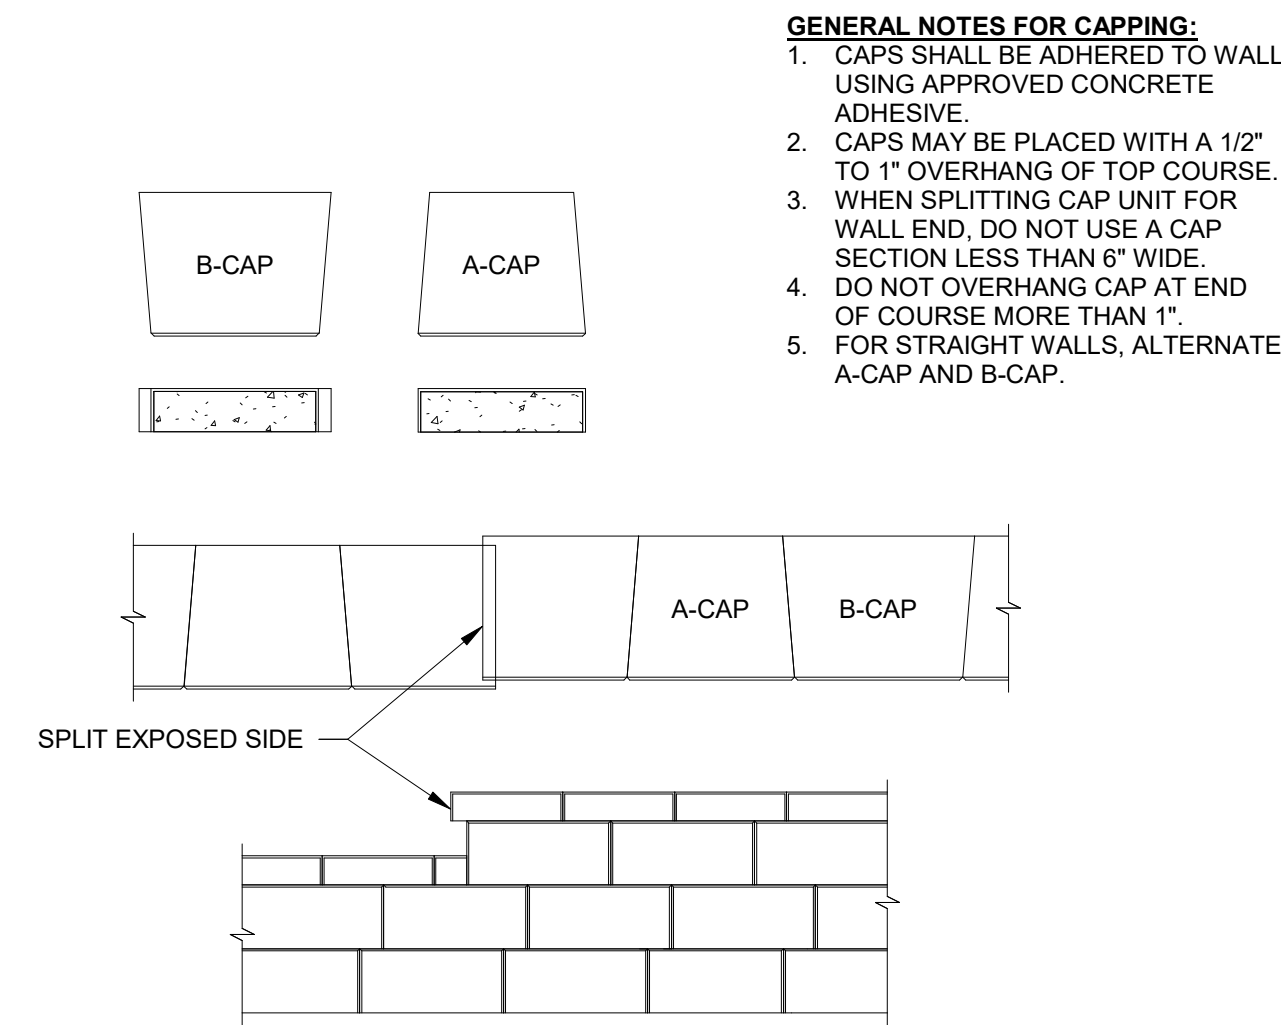 GENERAL NOTES FOR CAPPING:
1. CAPS SHALL BE ADHERED TO WALL
USING APPROVED CONCRETE
ADHESIVE.
2. CAPS MAY BE PLACED WITH A 1/2"
TO 1" OVERHANG OF TOP COURSE.
3. WHEN SPLITTING CAP UNIT FOR
WALL END, DO NOT USE A CAP
SECTION LESS THAN 6" WIDE.
4. DO NOT OVERHANG CAP AT END
OF COURSE MORE THAN 1".
5. FOR STRAIGHT WALLS, ALTERNATE
A-CAP AND B-CAP.
B-CAP
A-CAP
A-CAP
B-CAP
SPLIT EXPOSED SIDE